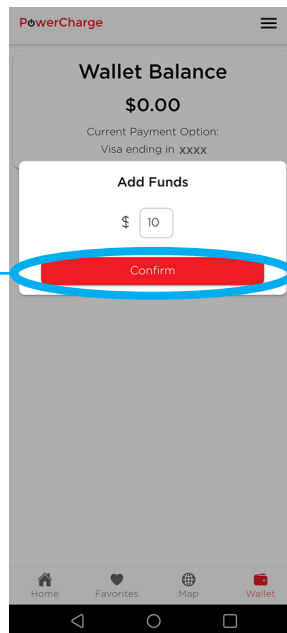 PowerCharge
Wallet Balance
$0.00
Current Payment Option:
Visa ending in xxxx
Add Funds
$ 10
Confirm
Home Favorites Map Wallet